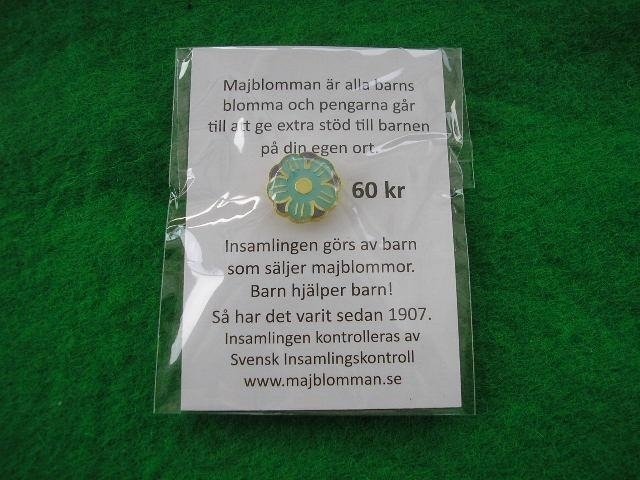 Majblomman är alla barns
blomma och pengarna går
till att ge extra stöd till barnen
på din egen ort.
60 kr
Insamlingen görs av barn
som säljer majblommor.
Barn hjälper barn!
Så har det varit sedan 1907.
Insamlingen kontrolleras av
Svensk Insamlingskontroll
www.majblomman.se